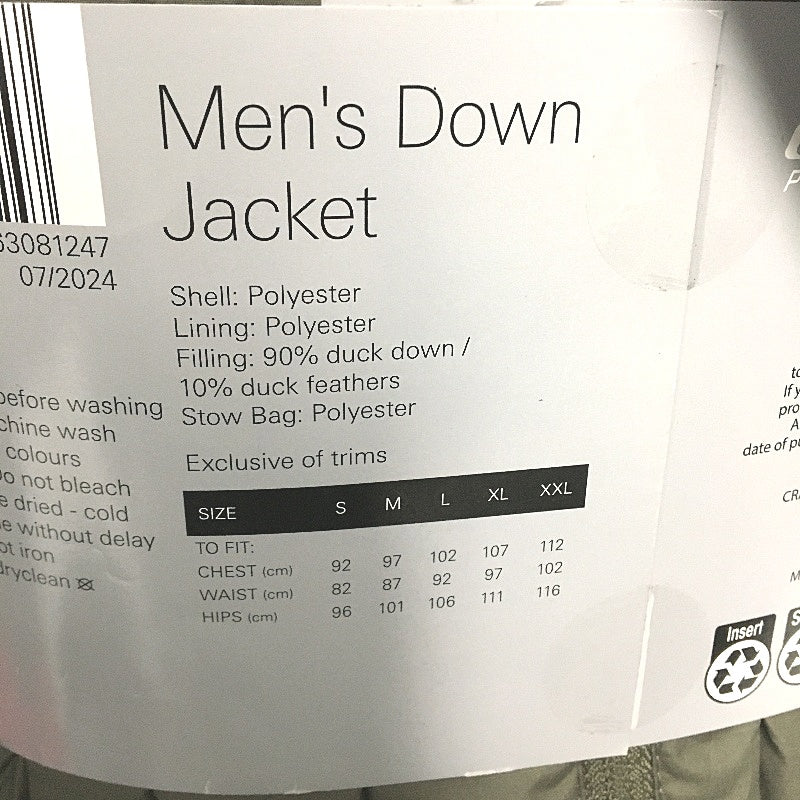 63081247
07/2024
before washing
chine wash
colours
Do not bleach
dried - cold
without delay
iron
dryclean
Men's Down
Jacket
Shell: Polyester
Lining: Polyester
Filling: 90% duck down /
10% duck feathers
Stow Bag: Polyester
Exclusive of trims
SIZE S M L XL XXL
TO FIT:
CHEST (cm) 92 97 102 107 112
WAIST (cm) 82 87 92 97 102
HIPS (cm) 96 101 106 111 116
If
date of
Insert